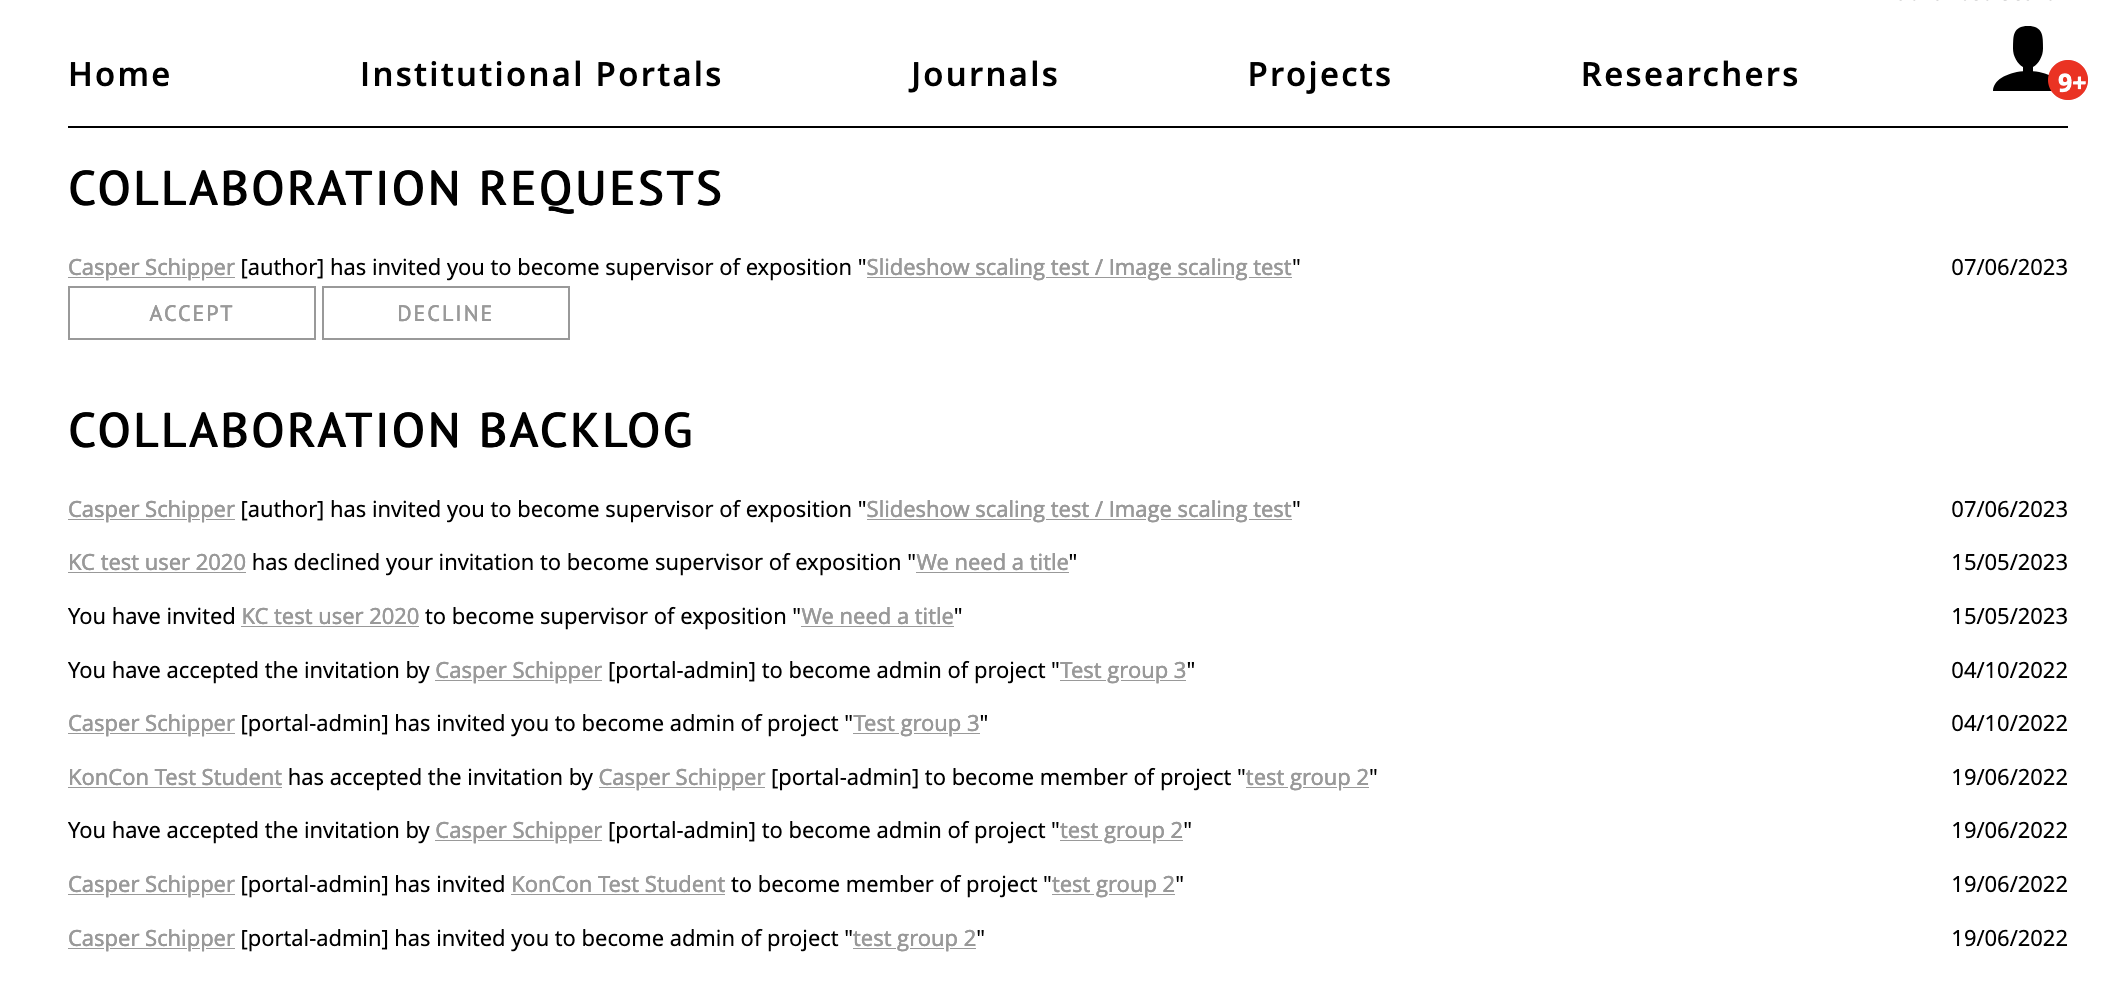 Home Institutional Portals Journals Projects Researchers 9+
COLLABORATION REQUESTS
Casper Schipper [author] has invited you to become supervisor of exposition "Slideshow scaling test / Image scaling test" 07/06/2023
ACCEPT DECLINE
COLLABORATION BACKLOG
Casper Schipper [author] has invited you to become supervisor of exposition "Slideshow scaling test / Image scaling test" 07/06/2023
KC test user 2020 has declined your invitation to become supervisor of exposition "We need a title" 15/05/2023
You have invited KC test user 2020 to become supervisor of exposition "We need a title" 15/05/2023
You have accepted the invitation by Casper Schipper [portal-admin] to become admin of project "Test group 3" 04/10/2022
Casper Schipper [portal-admin] has invited you to become admin of project "Test group 3" 04/10/2022
KonCon Test Student has accepted the invitation by Casper Schipper [portal-admin] to become member of project "test group 2" 19/06/2022
You have accepted the invitation by Casper Schipper [portal-admin] to become admin of project "test group 2" 19/06/2022
Casper Schipper [portal-admin] has invited KonCon Test Student to become member of project "test group 2" 19/06/2022
Casper Schipper [portal-admin] has invited you to become admin of project "test group 2" 19/06/2022